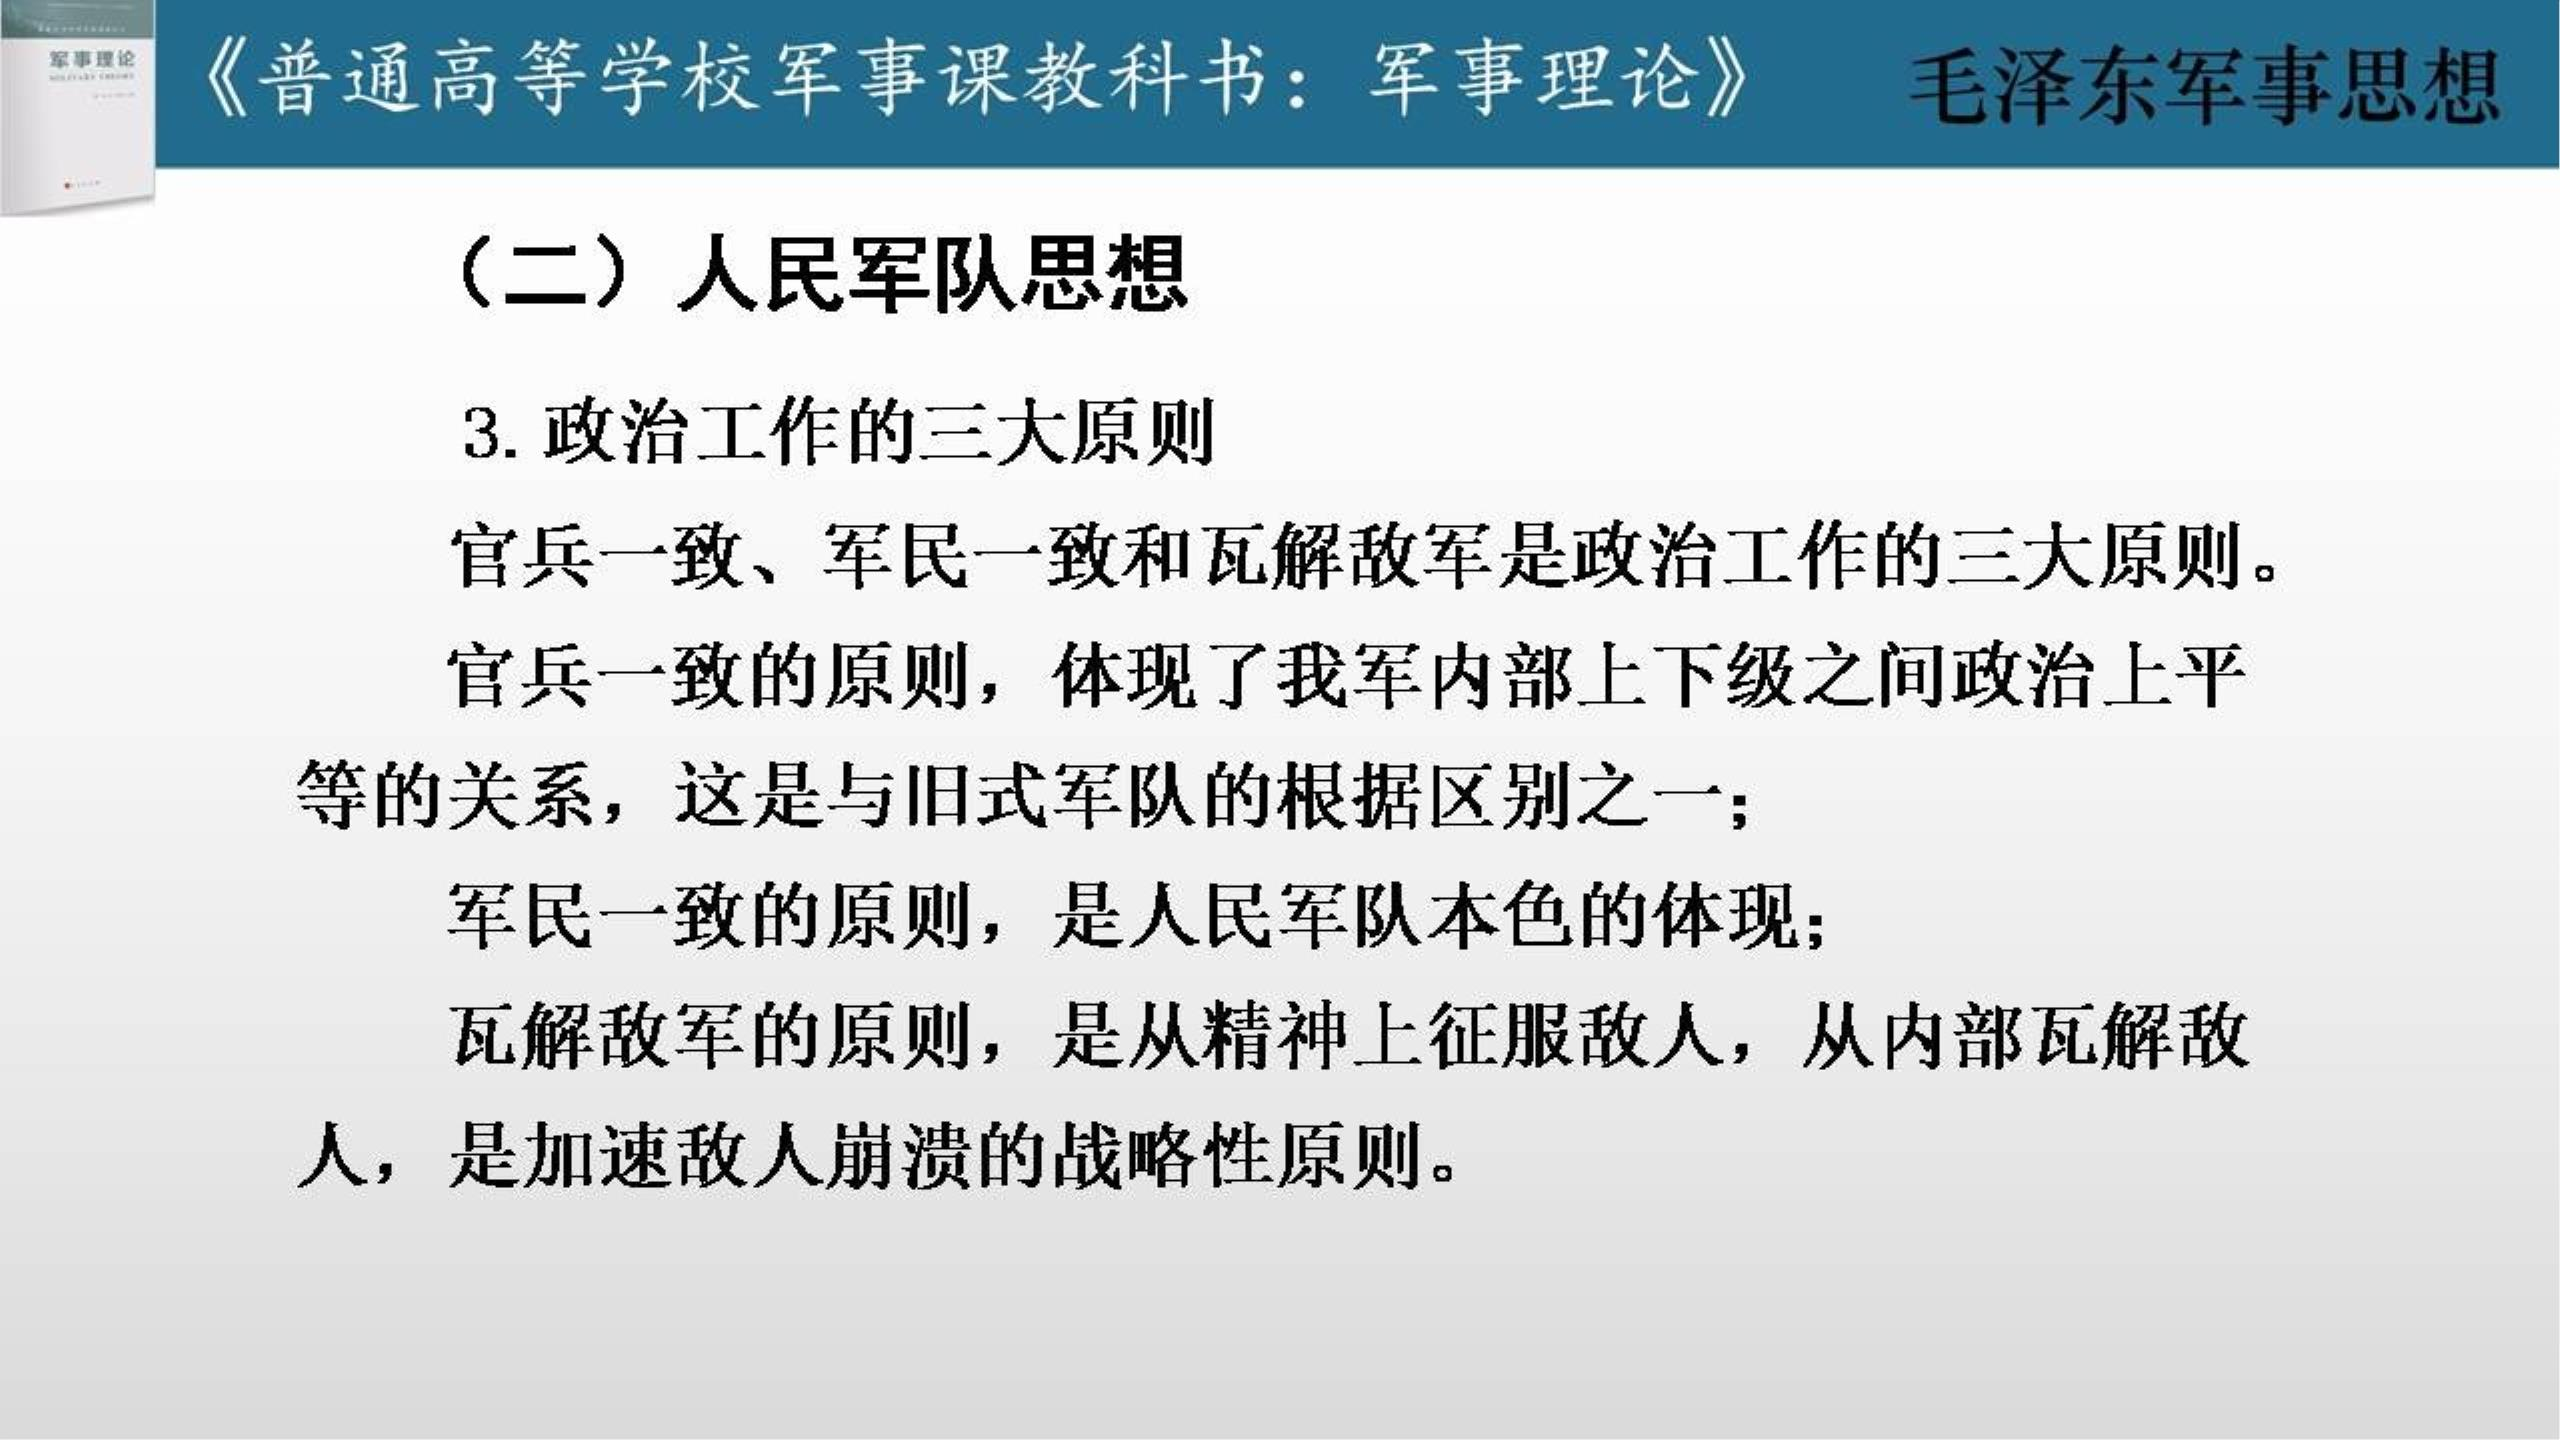 军事理论
MILITARY THEORY
《普通高等学校军事课教科书：军事理论》
毛泽东军事思想
（二）人民军队思想
3.政治工作的三大原则
官兵一致、军民一致和瓦解敌军是政治工作的三大原则。
官兵一致的原则，体现了我军内部上下级之间政治上平
等的关系，这是与旧式军队的根据区别之一；
军民一致的原则，是人民军队本色的体现；
瓦解敌军的原则，是从精神上征服敌人，从内部瓦解敌
人，是加速敌人崩溃的战略性原则。